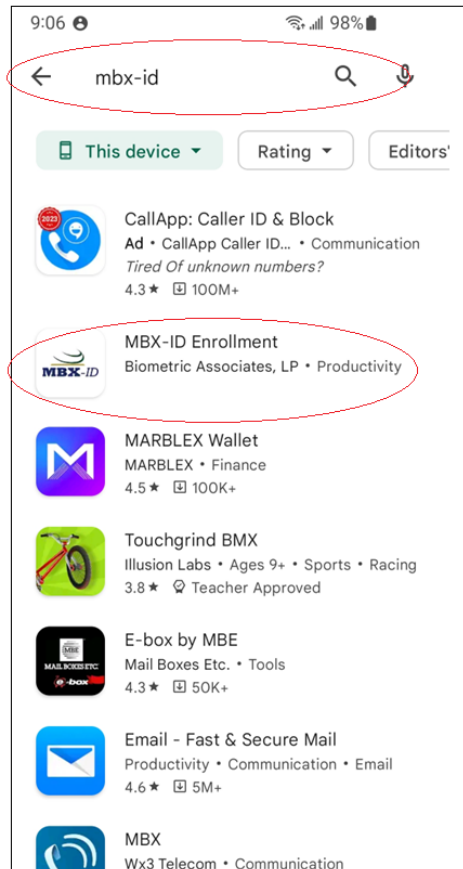 9:06 98%
mbx-id
This device Rating Editors'
2023
CallApp: Caller ID & Block
Ad • CallApp Caller ID... • Communication
Tired Of unknown numbers?
4.3★ 100M+
MBX-ID
MBX-ID Enrollment
Biometric Associates, LP • Productivity
MARBLEX Wallet
MARBLEX • Finance
4.5★ 100K+
Touchgrind BMX
Illusion Labs • Ages 9+ • Sports • Racing
3.8★ Teacher Approved
MBE
MAIL BOXES ETC
e-box
E-box by MBE
Mail Boxes Etc. • Tools
4.3★ 50K+
Email - Fast & Secure Mail
Productivity • Communication • Email
4.6★ 5M+
MBX
Wx3 Telecom • Communication